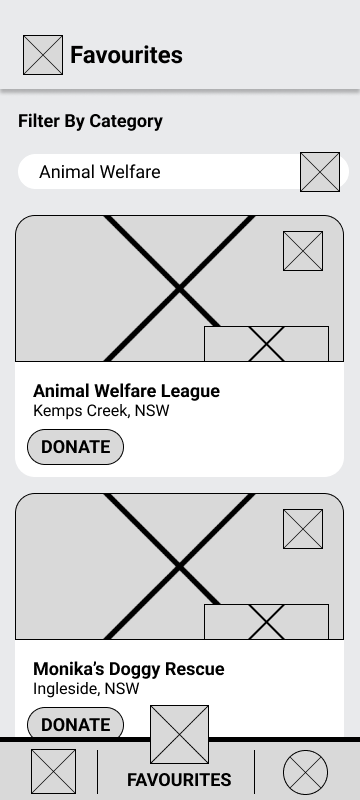 Favourites
Filter By Category
Animal Welfare
Animal Welfare League
Kemps Creek, NSW
DONATE
Monika's Doggy Rescue
Ingleside, NSW
DONATE
FAVOURITES